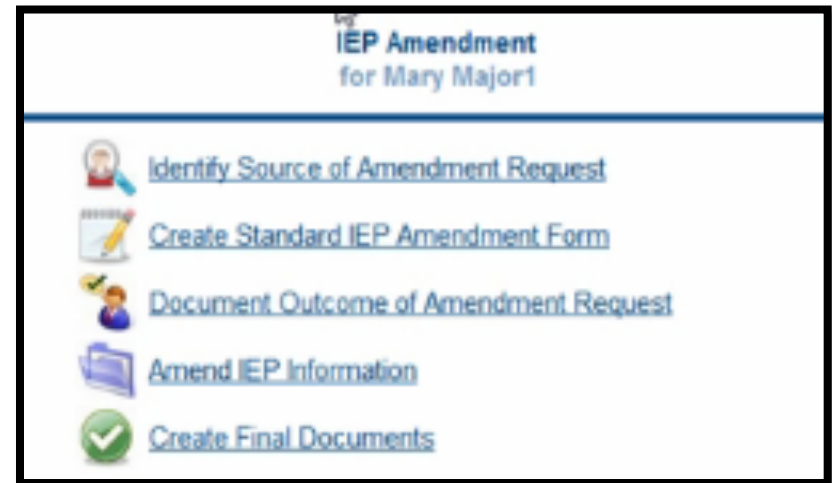 IEP Amendment
for Mary Major1
Identify Source of Amendment Request
Create Standard IEP Amendment Form
Document Outcome of Amendment Request
Amend IEP Information
Create Final Documents